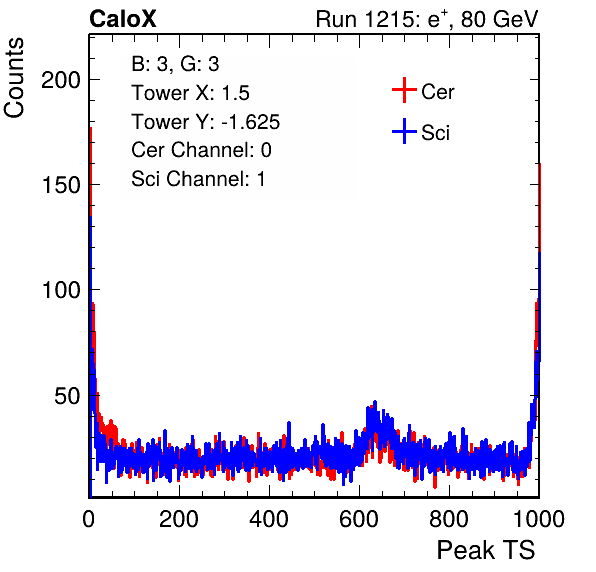 CaloX Run 1215: e⁺, 80 GeV
Counts
B: 3, G: 3
Tower X: 1.5
Tower Y: -1.625
Cer Channel: 0
Sci Channel: 1
Cer
Sci
200
150
100
50
0 200 400 600 800 1000
Peak TS